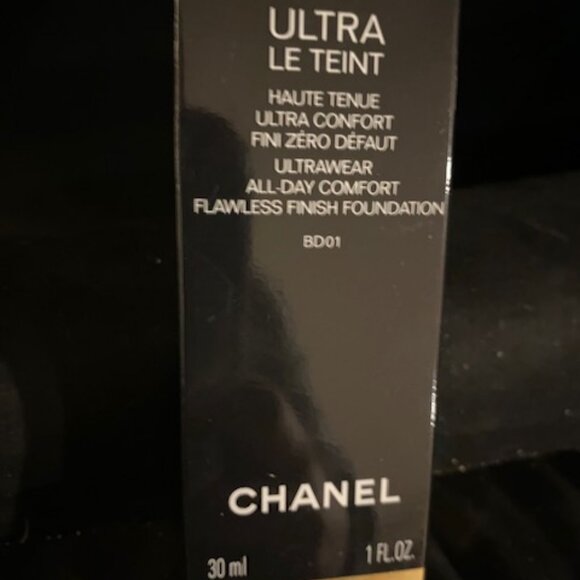 ULTRA
LE TEINT
HAUTE TENUE
ULTRA CONFORT
FINI ZÉRO DÉFAUT
ULTRAWEAR
ALL-DAY COMFORT
FLAWLESS FINISH FOUNDATION
BD01
CHANEL
30 ml 1 FL.OZ.